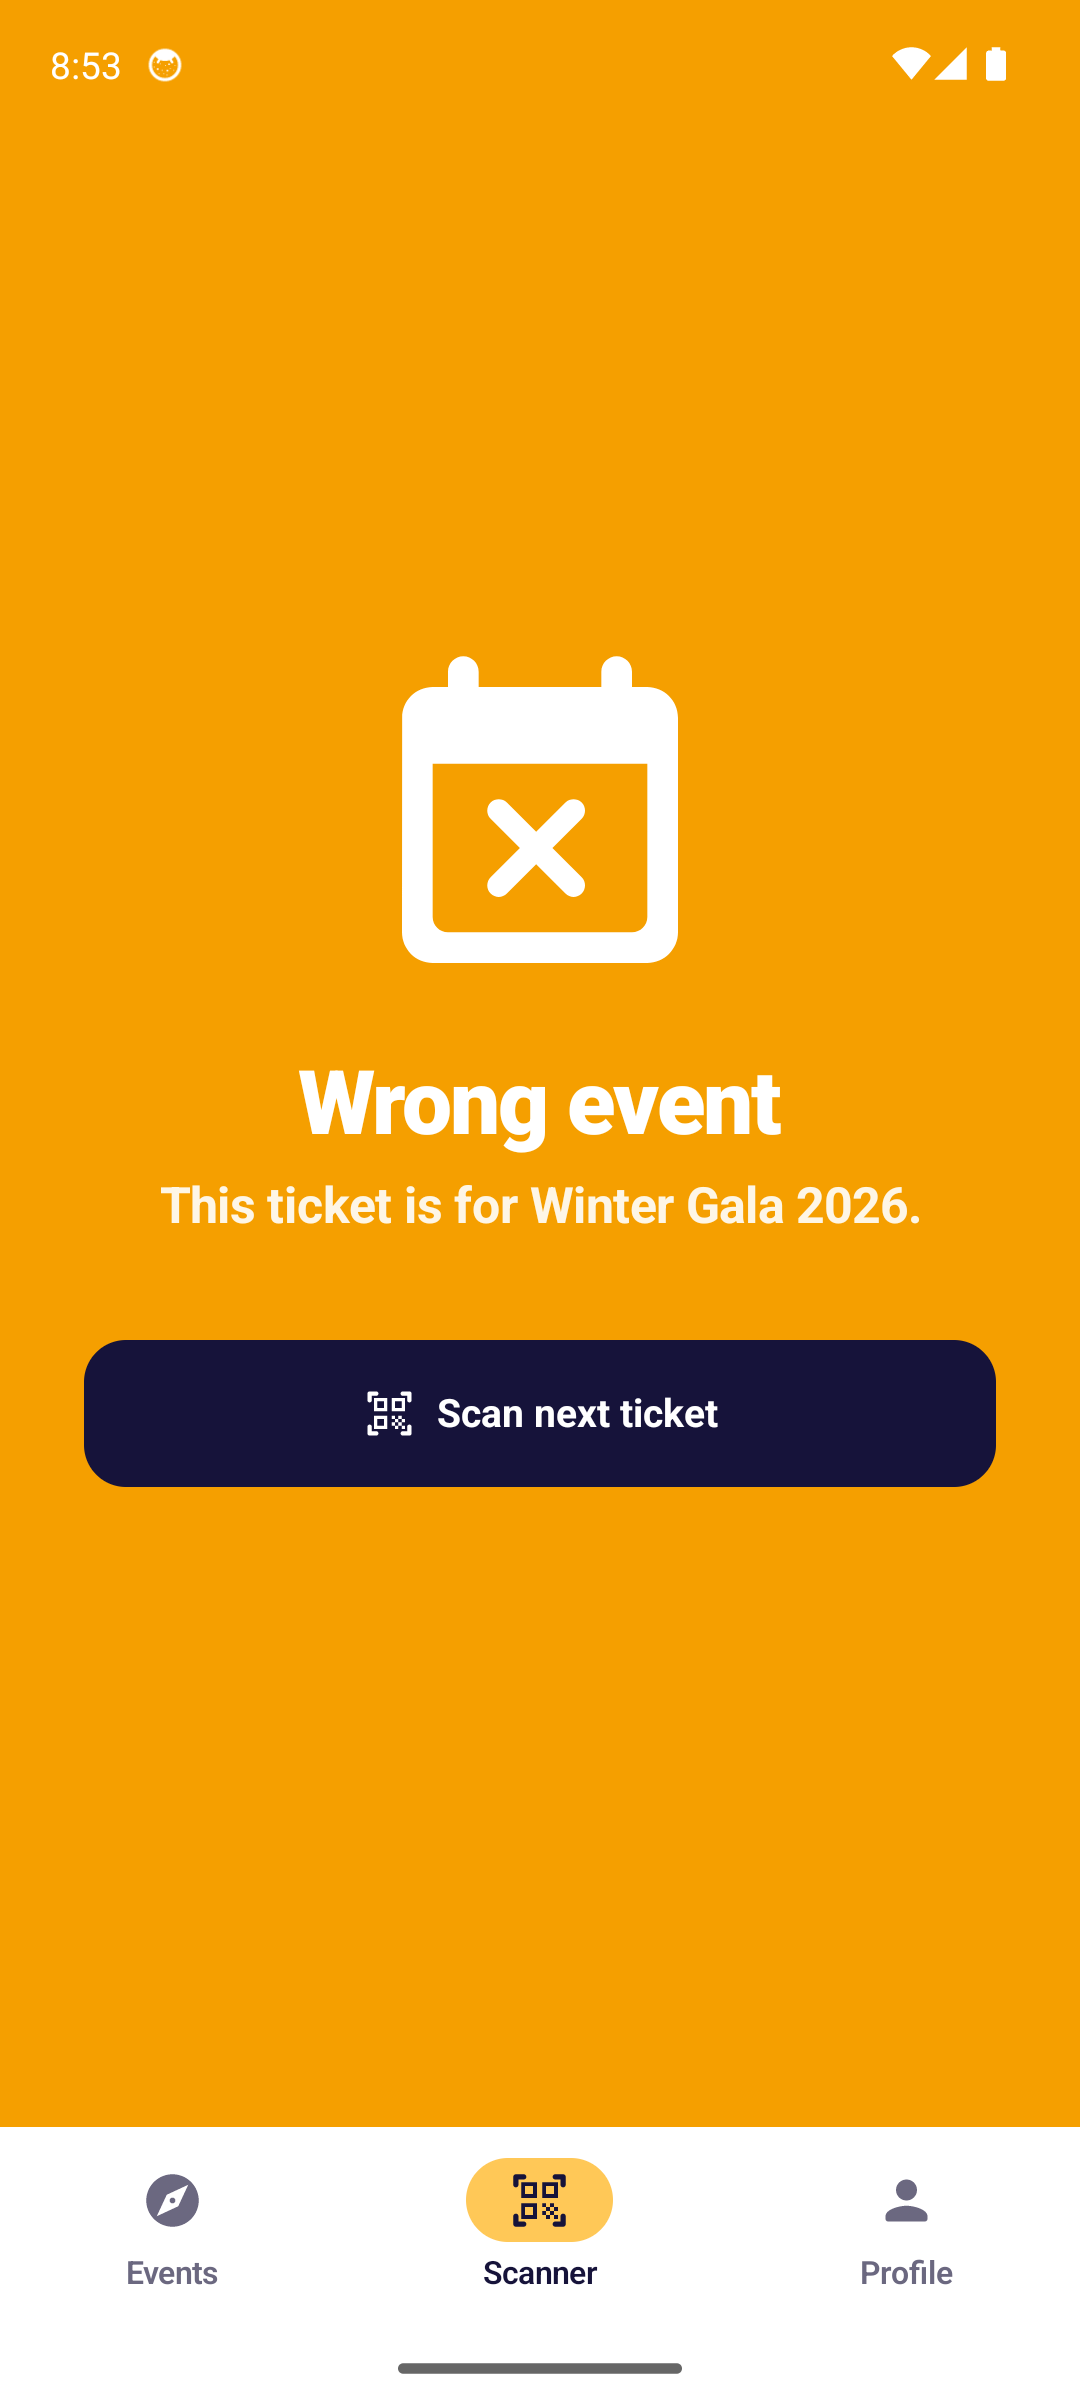 8:53
Wrong event
This ticket is for Winter Gala 2026.
Scan next ticket
Events
Scanner
Profile